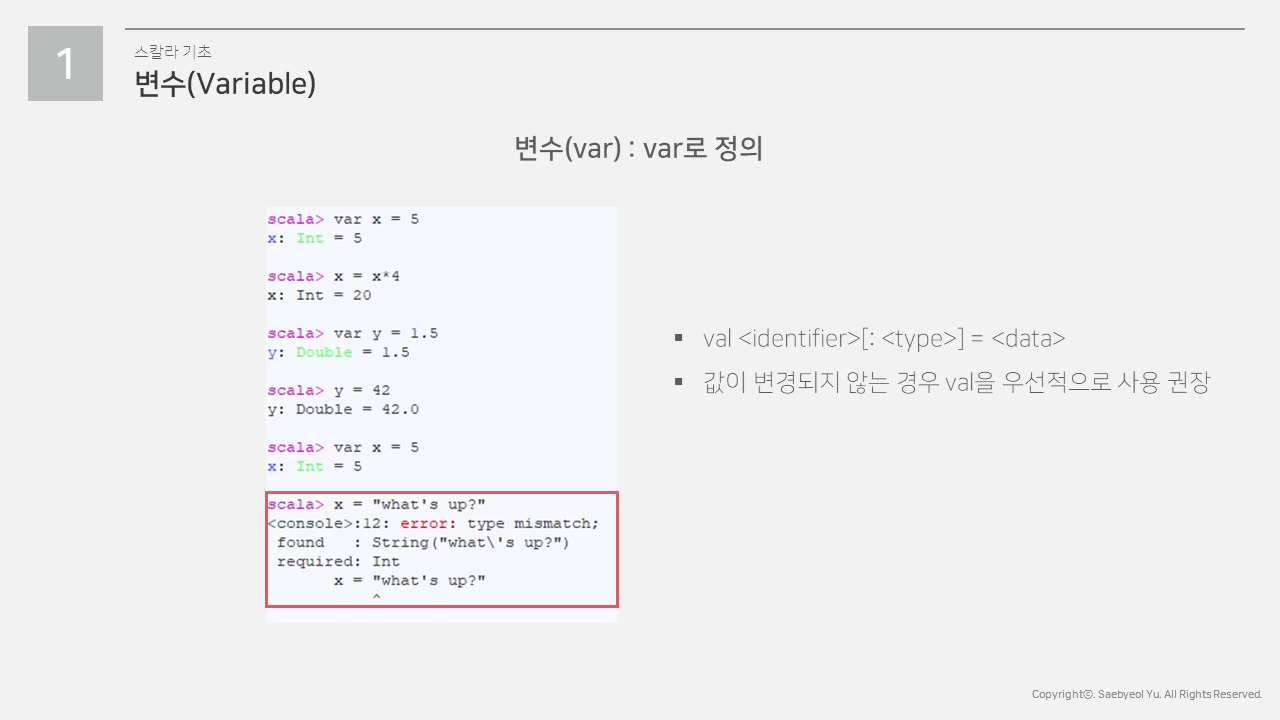 1
스칼라 기초
변수(Variable)
변수(var) : var로 정의
scala> var x = 5
x: Int = 5
scala> x = x*4
x: Int = 20
scala> var y = 1.5
y: Double = 1.5
scala> y = 42
y: Double = 42.0
scala> var x = 5
x: Int = 5
scala> x = "what's up?"
<console>:12: error: type mismatch;
 found   : String("what\'s up?")
 required: Int
       x = "what's up?"
           ^
▪ val <identifier>[: <type>] = <data>
▪ 값이 변경되지 않는 경우 val을 우선적으로 사용 권장
Copyrightⓒ. Saebyeol Yu. All Rights Reserved.